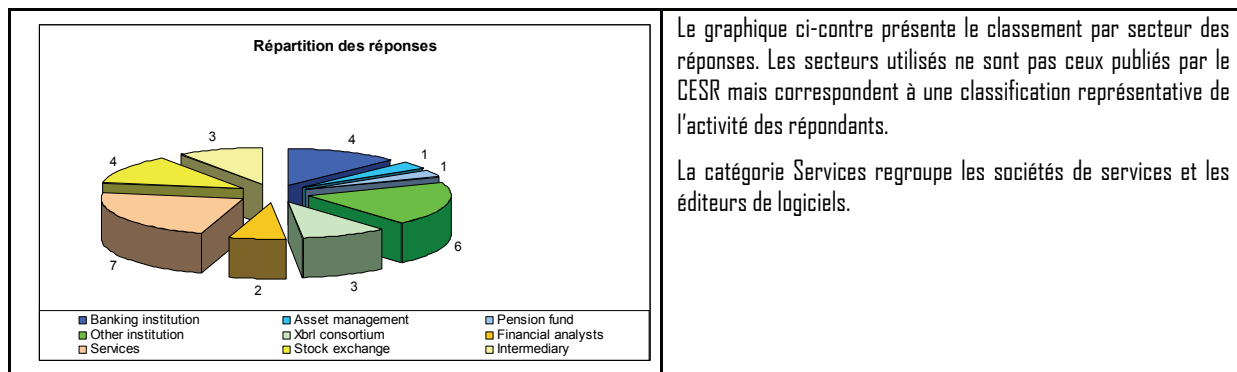 Répartition des réponses
4
1
1
6
3
2
7
4
3
Banking institution Asset management Pension fund
Other institution Xbrl consortium Financial analysts
Services Stock exchange Intermediary
Le graphique ci-contre présente le classement par secteur des
réponses. Les secteurs utilisés ne sont pas ceux publiés par le
CESR mais correspondent à une classification représentative de
l'activité des répondants.
La catégorie Services regroupe les sociétés de services et les
éditeurs de logiciels.